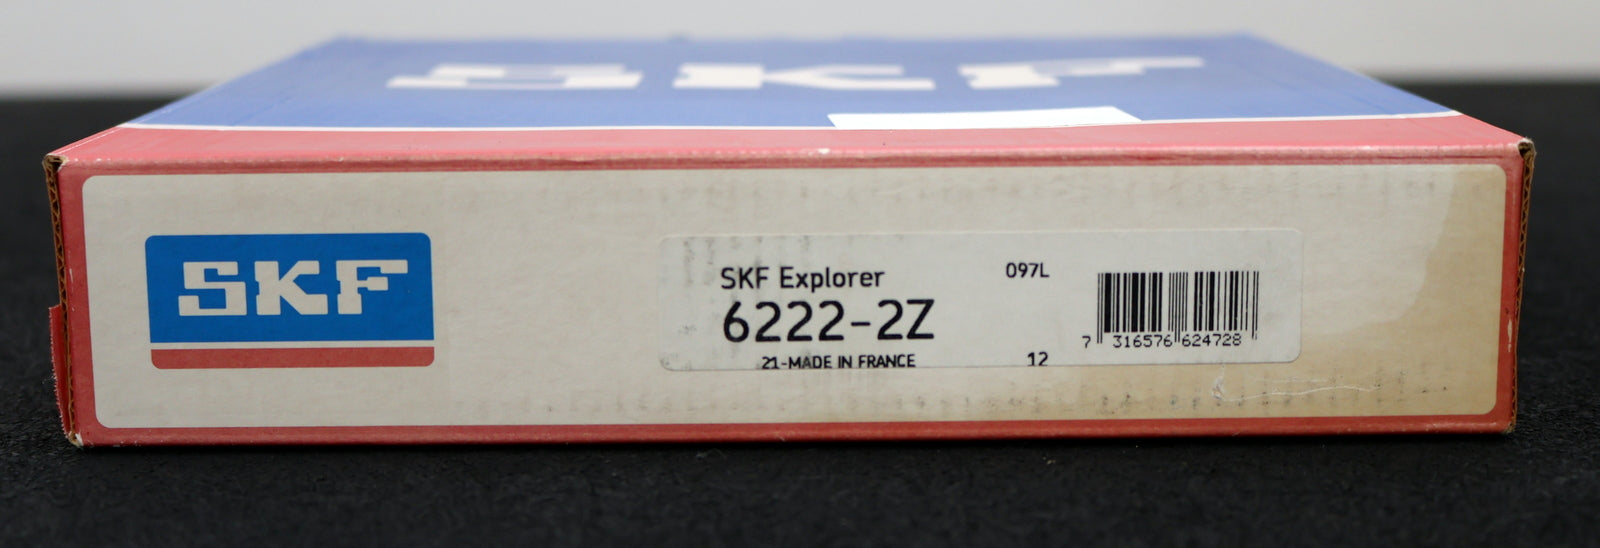 SKF
SKF
SKF Explorer
097L
6222-2Z
21-MADE IN FRANCE
12
7 316576 624728